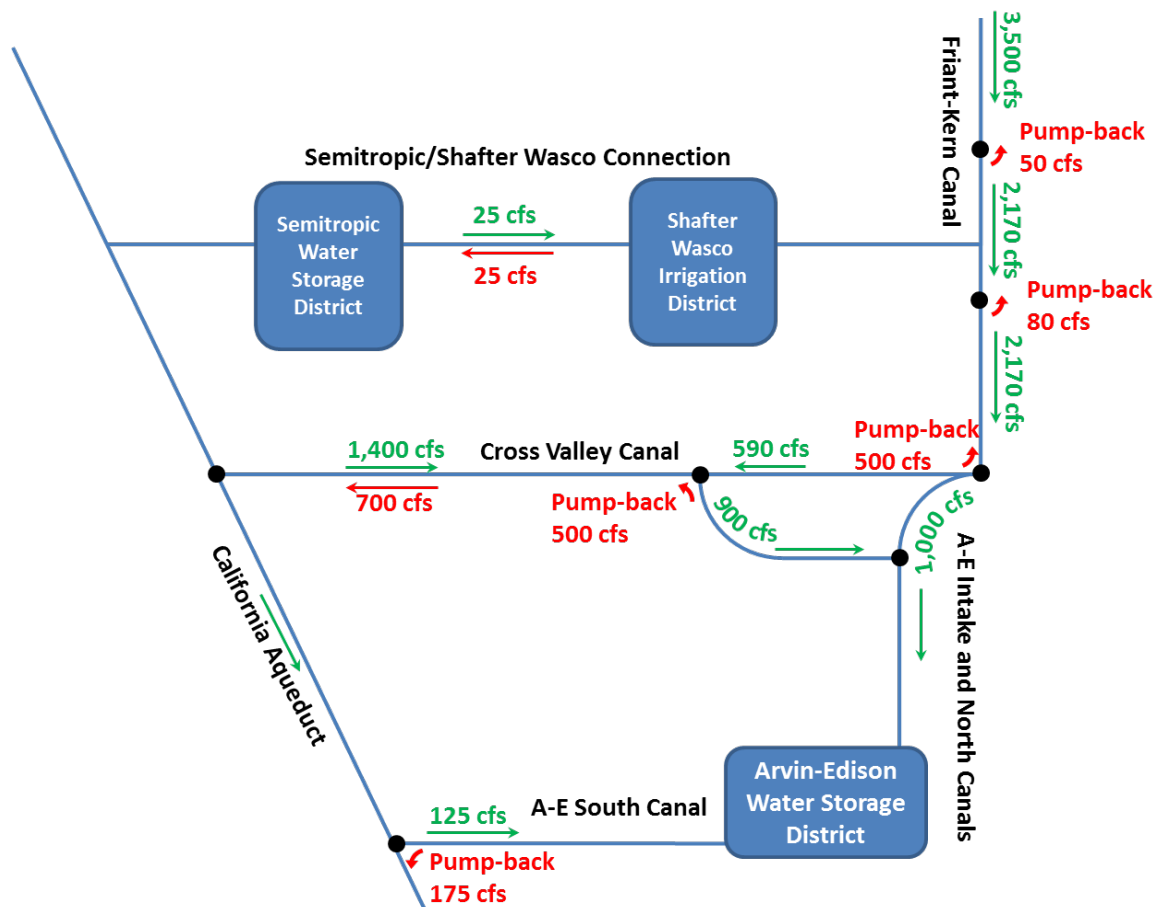 3,500 cfs
Friant-Kern Canal
Pump-back
50 cfs
Semitropic/Shafter Wasco Connection
Semitropic
Water
Storage
District
25 cfs
25 cfs
Shafter
Wasco
Irrigation
District
2,170 cfs
Pump-back
80 cfs
2,170 cfs
1,400 cfs
700 cfs
Cross Valley Canal
590 cfs
Pump-back
500 cfs
Pump-back
500 cfs
900 cfs
1,000 cfs
A-E Intake and North Canals
California Aqueduct
Arvin-Edison
Water Storage
District
125 cfs
A-E South Canal
Pump-back
175 cfs